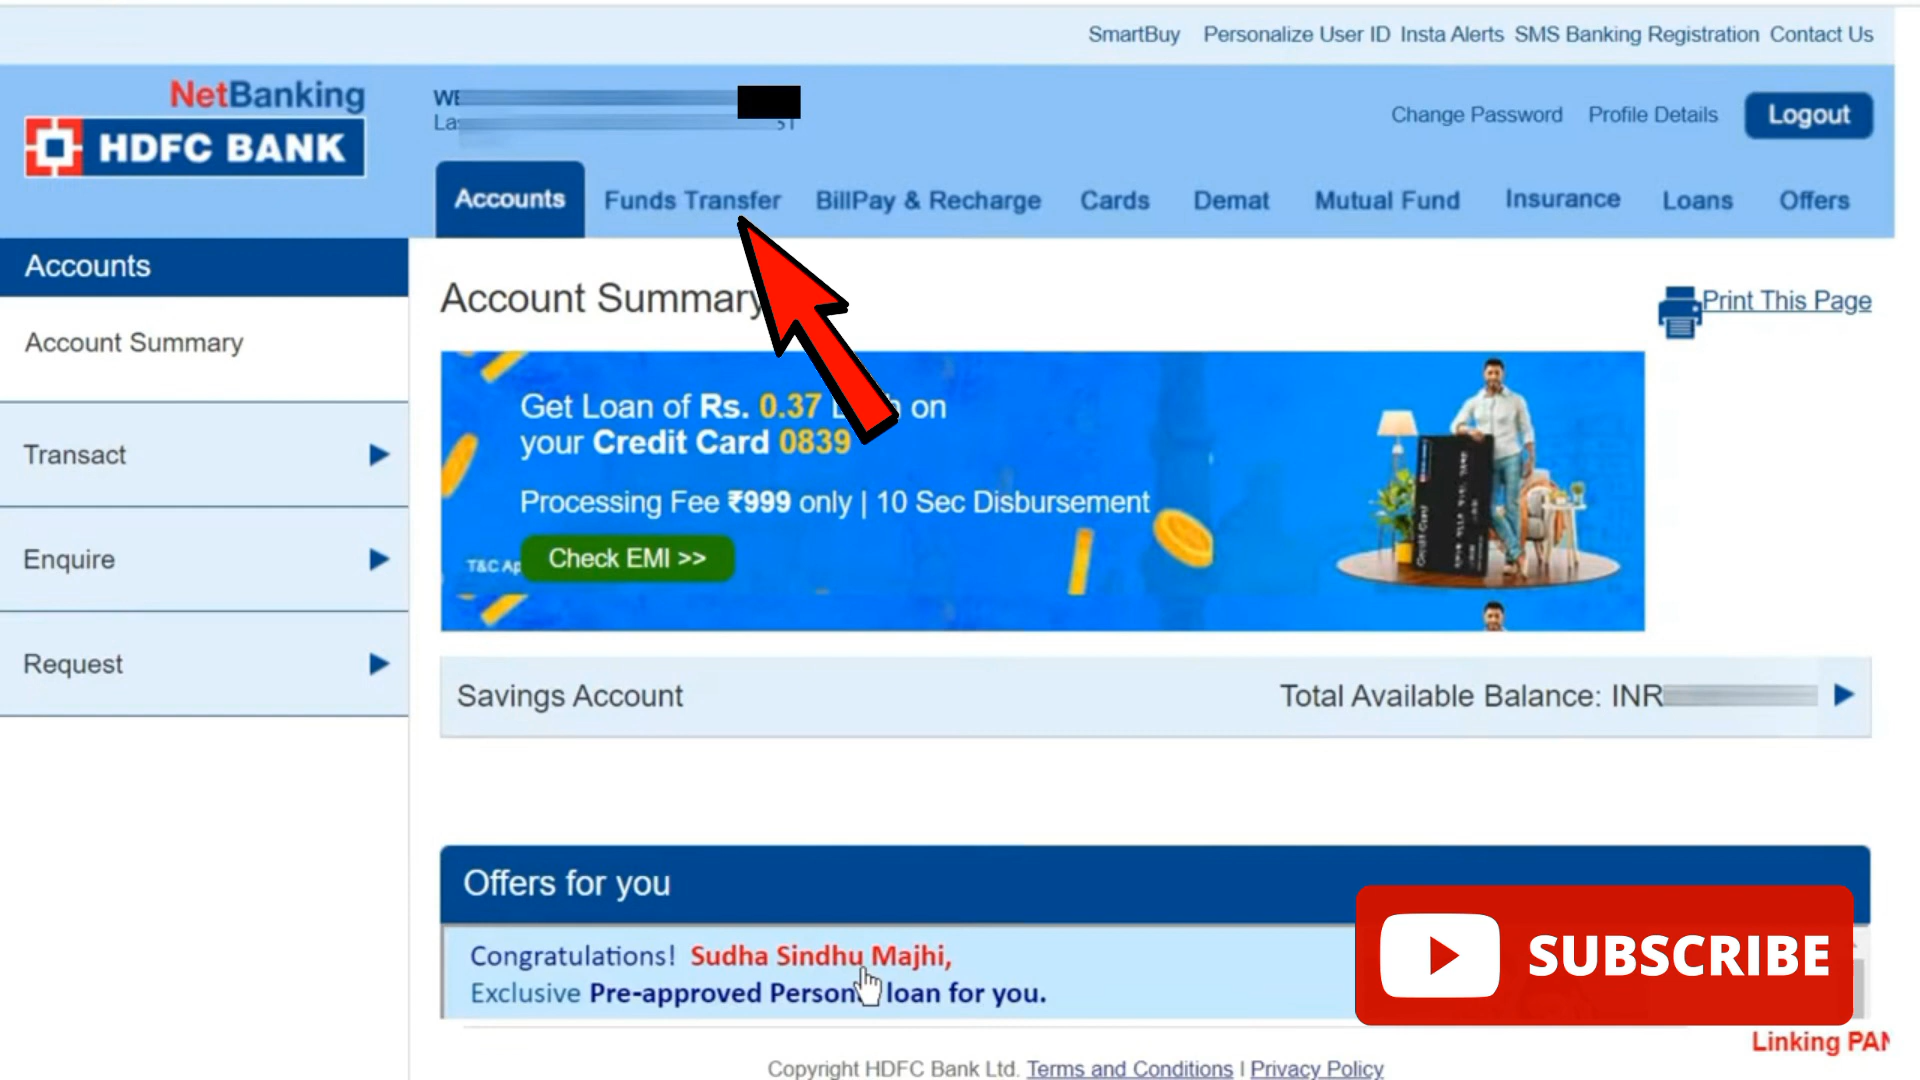 SmartBuy Personalize User ID Insta Alerts SMS Banking Registration Contact Us
NetBanking
HDFC BANK
Change Password Profile Details Logout
Accounts Funds Transfer BillPay & Recharge Cards Demat Mutual Fund Insurance Loans Offers
Accounts
Account Summary
Transact
Enquire
Request
Account Summary
Print This Page
Get Loan of Rs. 0.37 on
your Credit Card 0839
Processing Fee ₹999 only | 10 Sec Disbursement
T&C
Check EMI >>
Savings Account Total Available Balance: INR
Offers for you
Congratulations! Sudha Sindhu Majhi,
Exclusive Pre-approved loan for you.
SUBSCRIBE
Linking PAN
Copyright HDFC Bank Ltd. Terms and Conditions | Privacy Policy